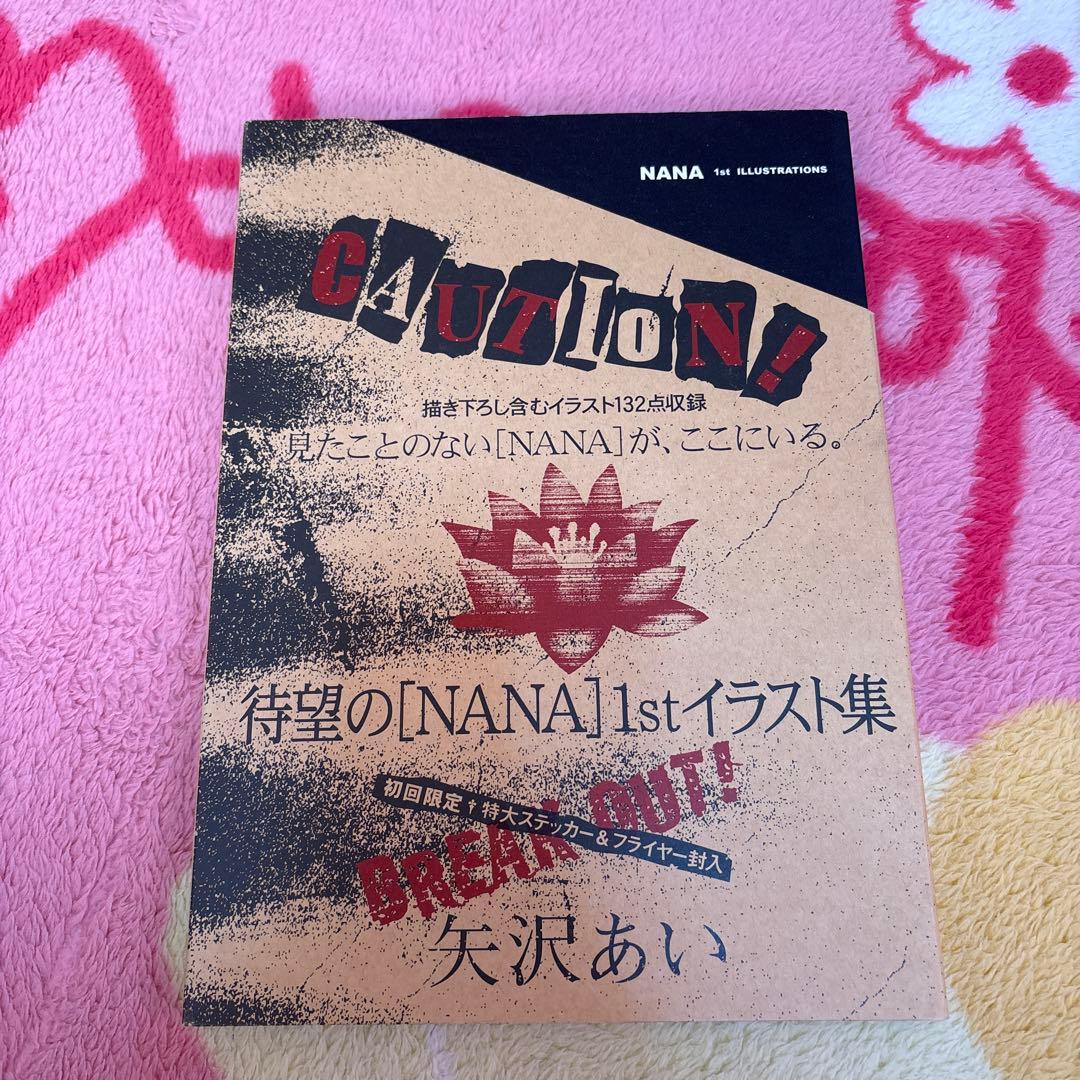 NANA 1st ILLUSTRATIONS
CAUTION!
描き下ろし含むイラスト132点収録
見たことのない[NANA]が、ここにいる。
待望の[NANA]1stイラスト集
BREAK OUT!
初回限定†特大ステッカー&フライヤー封入
矢沢あい